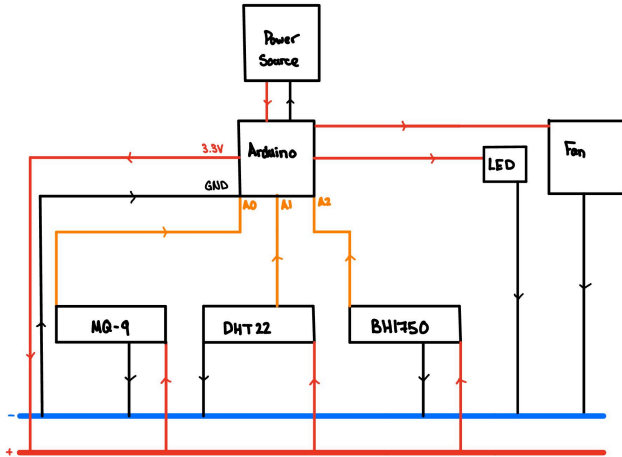 Power
Source
3.3V
Arduino
LED
Fan
GND
A0
A1
A2
MQ-9
DHT22
BH1750
-
+